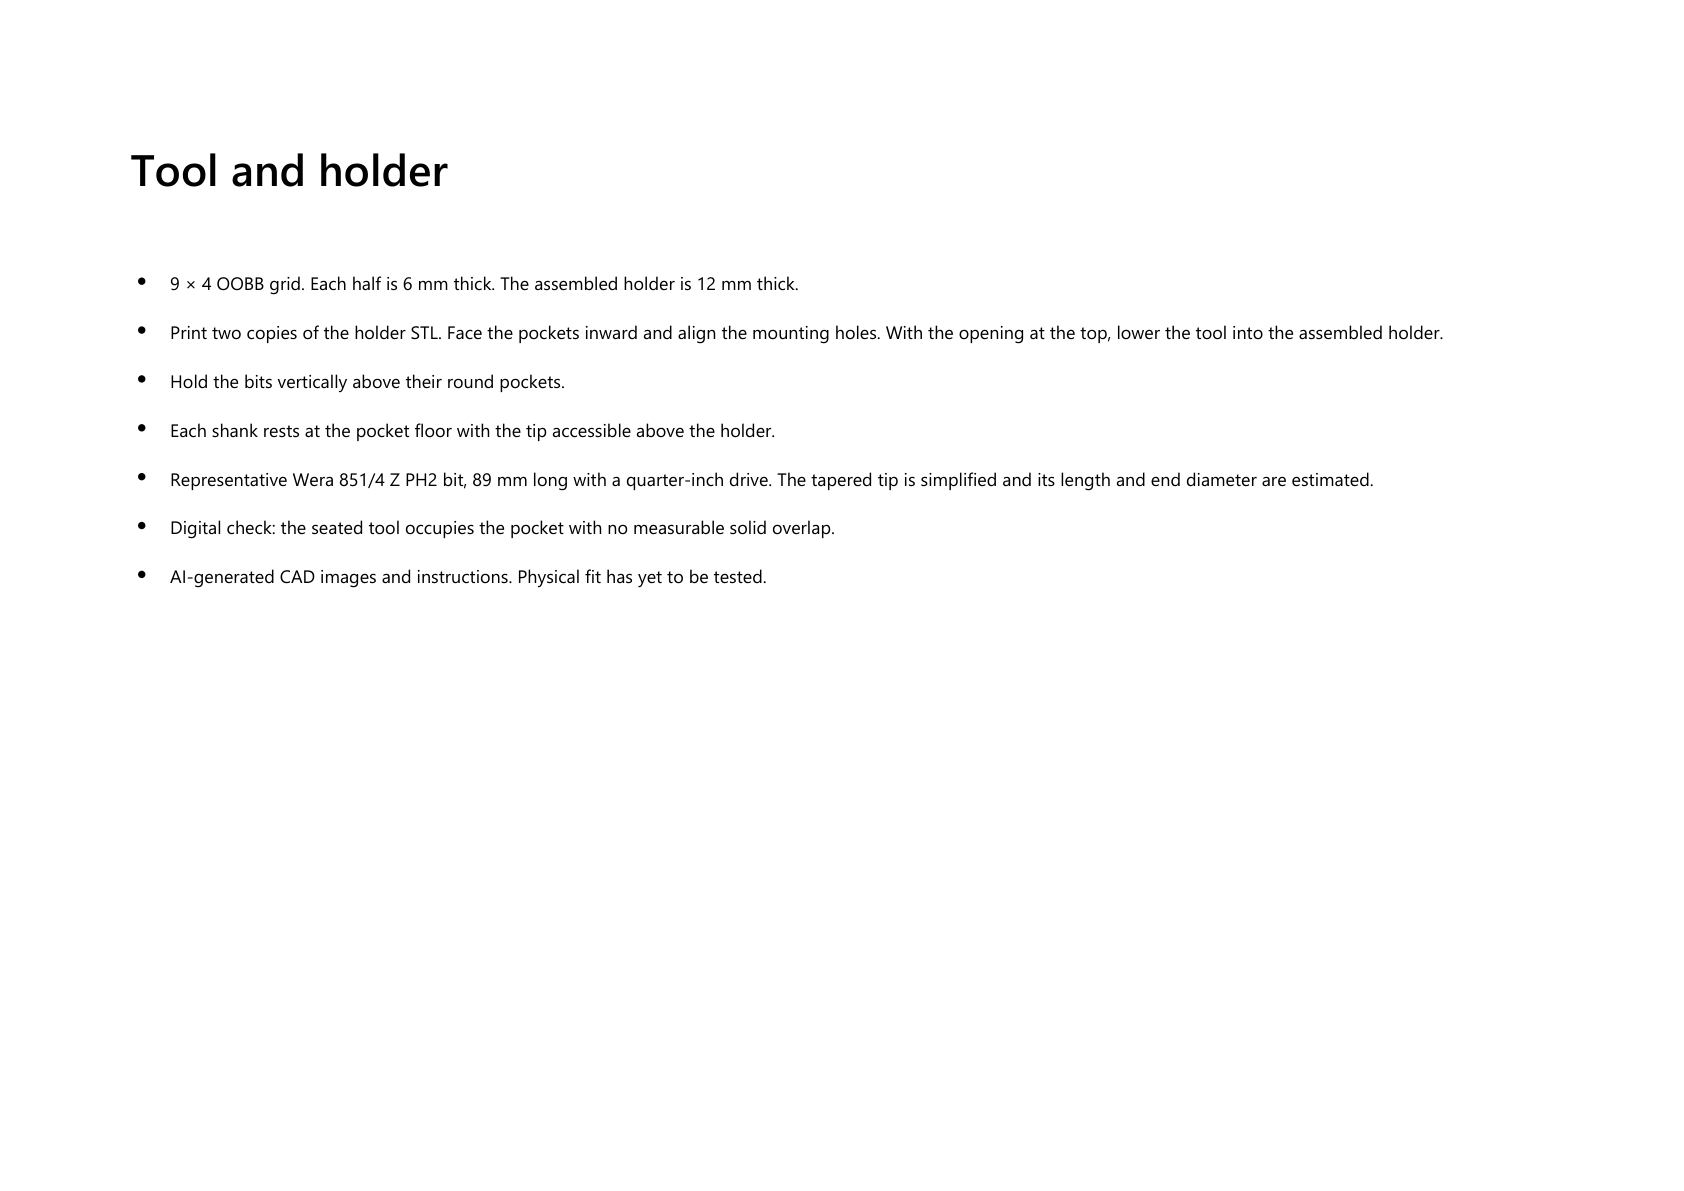 Tool and holder
• 9 × 4 OOBB grid. Each half is 6 mm thick. The assembled holder is 12 mm thick.
• Print two copies of the holder STL. Face the pockets inward and align the mounting holes. With the opening at the top, lower the tool into the assembled holder.
• Hold the bits vertically above their round pockets.
• Each shank rests at the pocket floor with the tip accessible above the holder.
• Representative Wera 851/4 Z PH2 bit, 89 mm long with a quarter-inch drive. The tapered tip is simplified and its length and end diameter are estimated.
• Digital check: the seated tool occupies the pocket with no measurable solid overlap.
• AI-generated CAD images and instructions. Physical fit has yet to be tested.